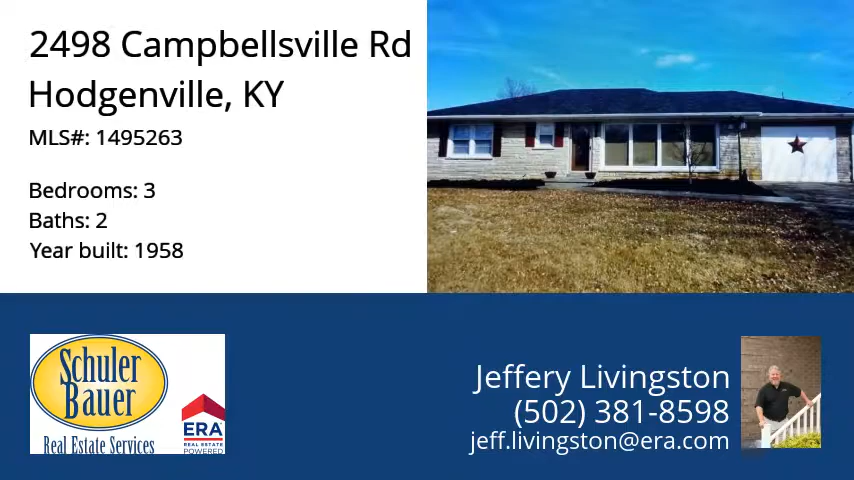 2498 Campbellsville Rd
Hodgenville, KY
MLS#: 1495263
Bedrooms: 3
Baths: 2
Year built: 1958
Schuler
Bauer
Real Estate Services
ERA
REAL ESTATE
POWERED
Jeffery Livingston
(502) 381-8598
jeff.livingston@era.com